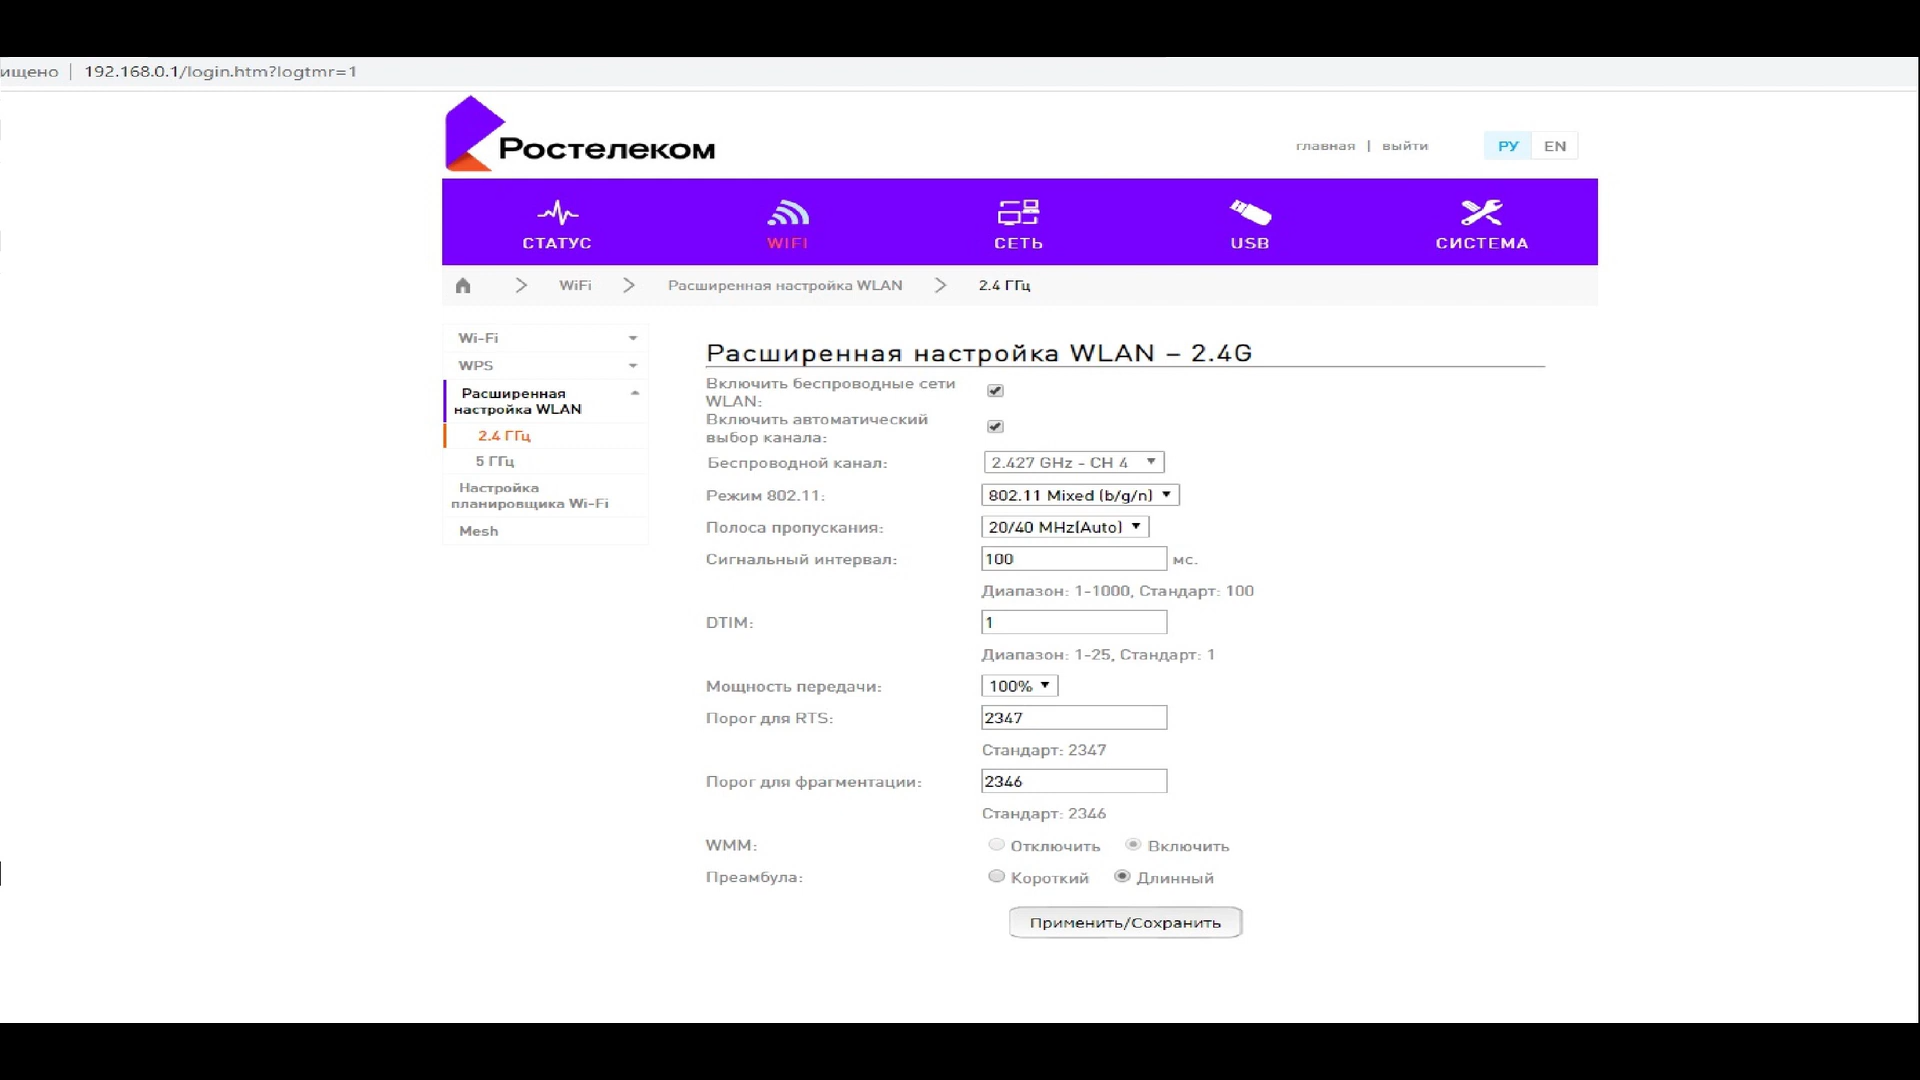 ищено | 192.168.0.1/login.htm?logtmr=1
Ростелеком
главная | выйти
РУ EN
СТАТУС WIFI СЕТЬ USB СИСТЕМА
WiFi Расширенная настройка WLAN 2.4 ГГц
Wi-Fi
WPS
Расширенная
настройка WLAN
2.4 ГГц
5 ГГц
Настройка
планировщика Wi-Fi
Mesh
Расширенная настройка WLAN – 2.4G
Включить беспроводные сети
WLAN:
Включить автоматический
выбор канала:
Беспроводной канал: 2.427 GHz - CH 4
Режим 802.11: 802.11 Mixed (b/g/n)
Полоса пропускания: 20/40 MHz(Auto)
Сигнальный интервал: 100 мс.
Диапазон: 1-1000, Стандарт: 100
DTIM: 1
Диапазон: 1-25, Стандарт: 1
Мощность передачи: 100%
Порог для RTS: 2347
Стандарт: 2347
Порог для фрагментации: 2346
Стандарт: 2346
WMM: Отключить Включить
Преамбула: Короткий Длинный
Применить/Сохранить